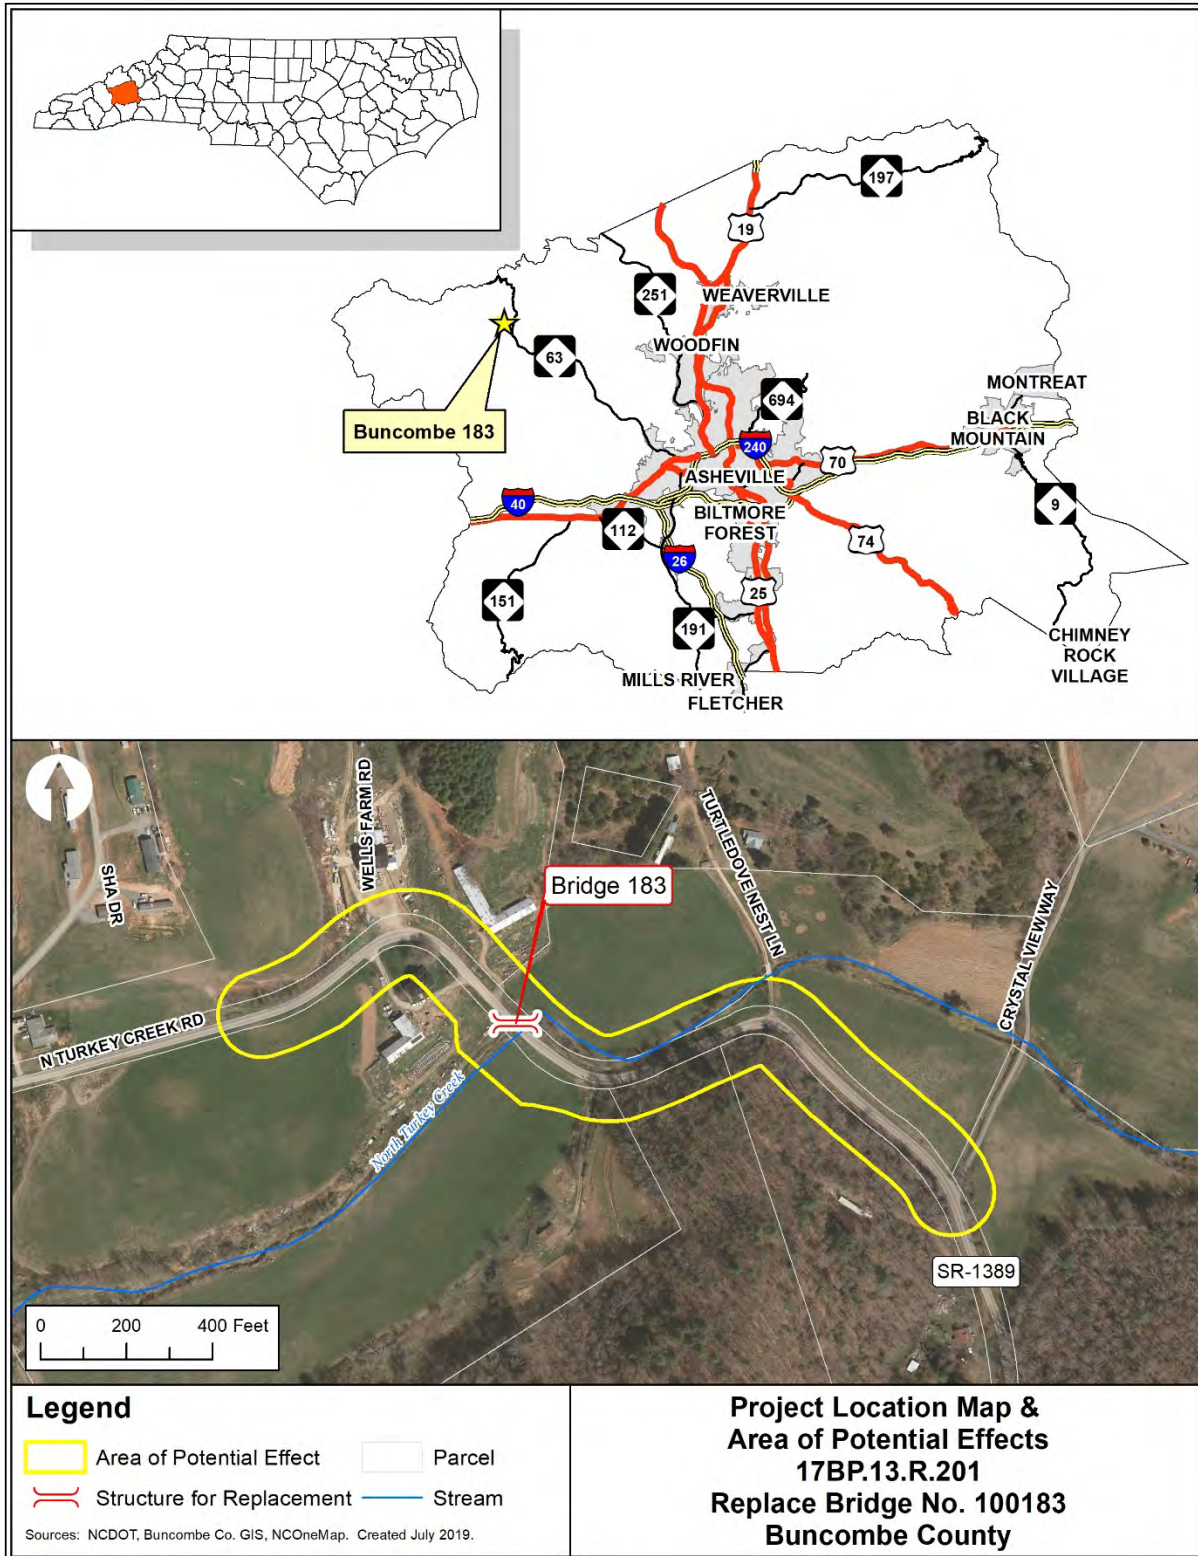 197
19
251
WEAVERVILLE
WOODFIN
63
MONTREAT
694
BLACK
MOUNTAIN
Buncombe 183
240
70
ASHEVILLE
40
9
BILTMORE
FOREST
112
74
26
25
151
191
CHIMNEY
ROCK
VILLAGE
MILLS RIVER
FLETCHER
WELLS FARM RD
TURTLEDOVE NEST LN
SHA DR
Bridge 183
CRYSTAL VIEW WAY
N TURKEY CREEK RD
North Turkey Creek
SR-1389
0 200 400 Feet
Legend
Area of Potential Effect
Parcel
Structure for Replacement
Stream
Sources: NCDOT, Buncombe Co. GIS, NCOneMap. Created July 2019.
Project Location Map &
Area of Potential Effects
17BP.13.R.201
Replace Bridge No. 100183
Buncombe County